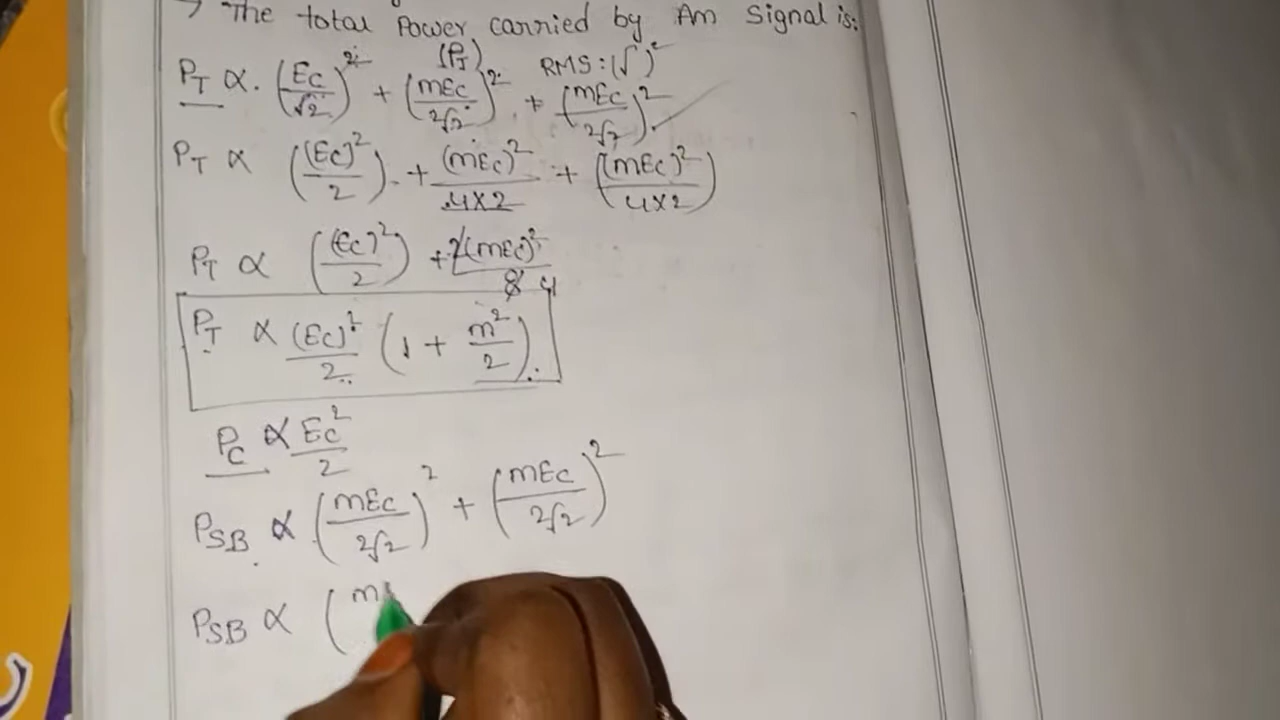 → The total Power carried by Am Signal is:
(PT) RMS:(√ )²
PT ∝ (Ec/√2)² + (mEc/2√2)² + (mEc/2√2)²
PT ∝ ((Ec)²/2) + (mEc)²/4×2 + ((mEc)²/4×2)
PT ∝ ((Ec)²/2) + 2(mEc)²/8 4
PT ∝ (Ec)²/2 (1 + m²/2)
PC ∝ Ec²/2
PSB ∝ (mEc/2√2)² + (mEc/2√2)²
PSB ∝ (m